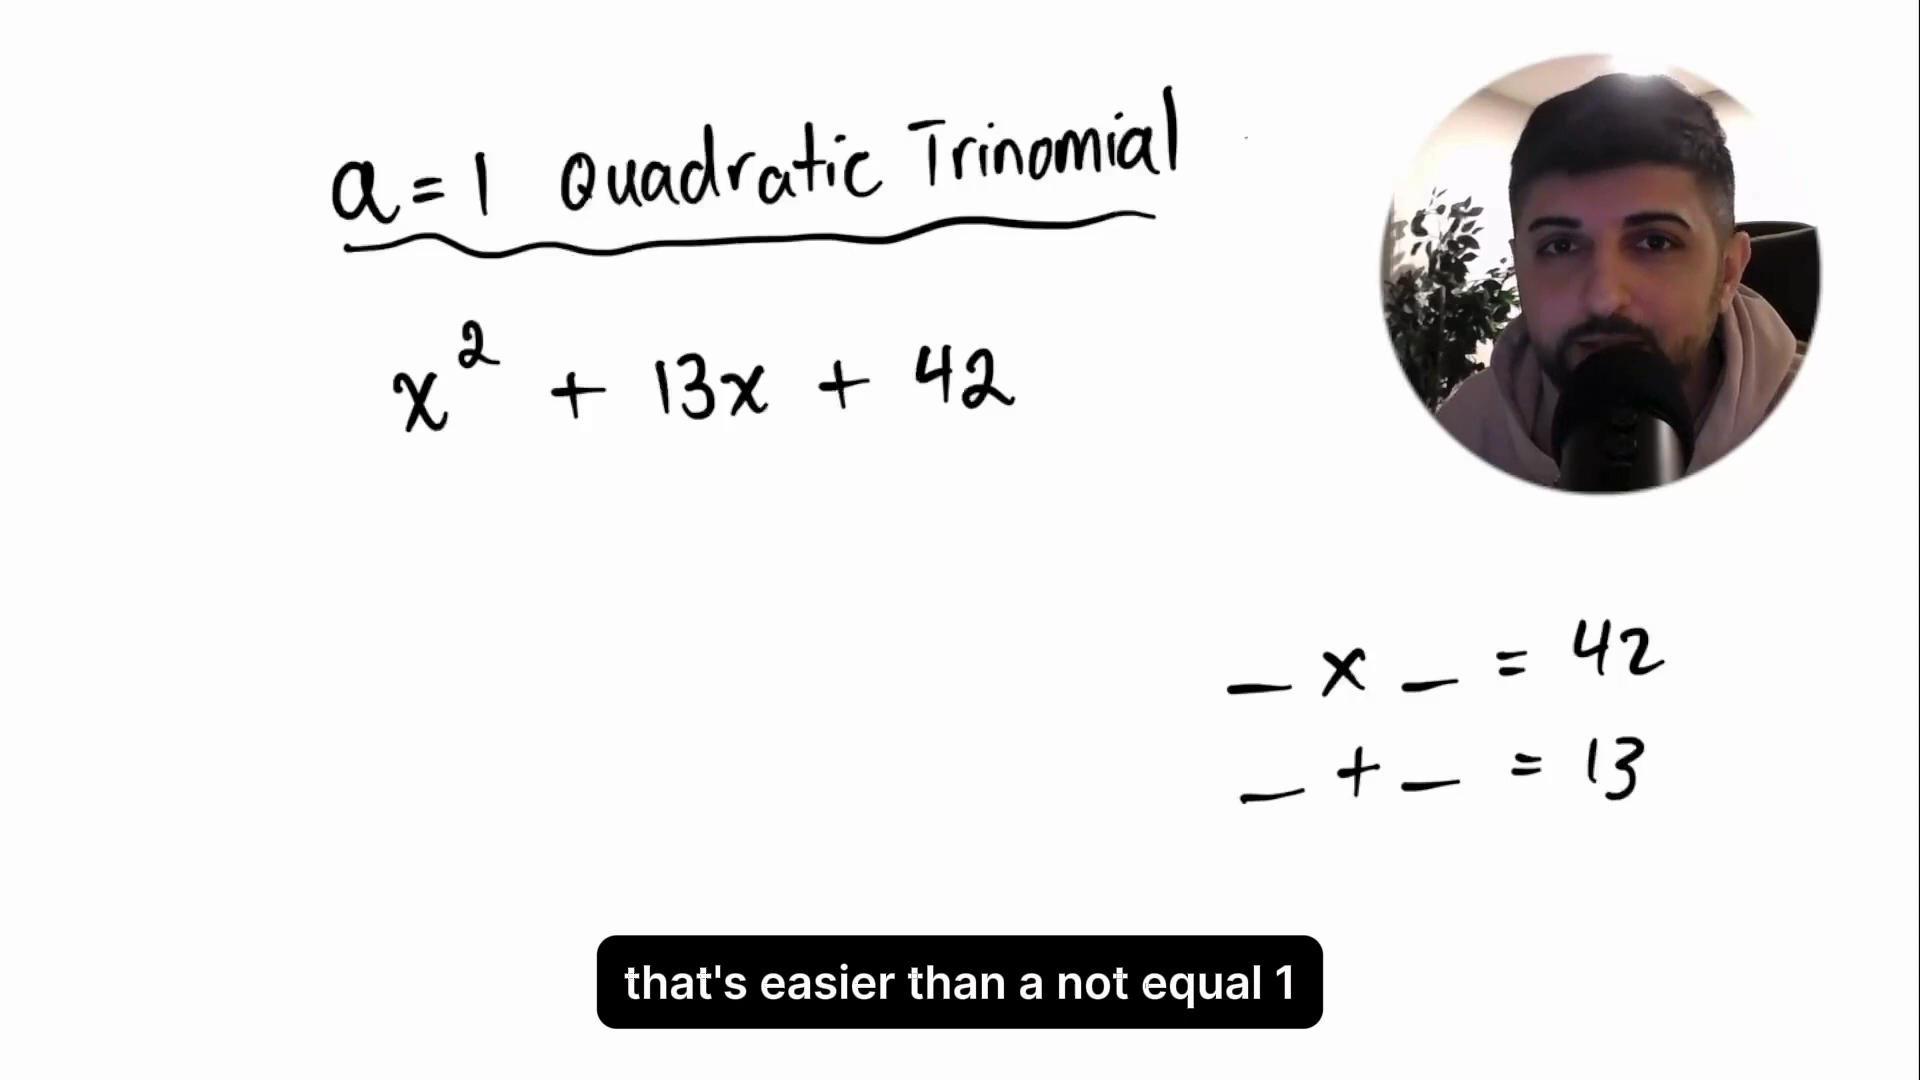 a = 1 Quadratic Trinomial
x² + 13x + 42
_ x _ = 42
_ + _ = 13
that's easier than a not equal 1